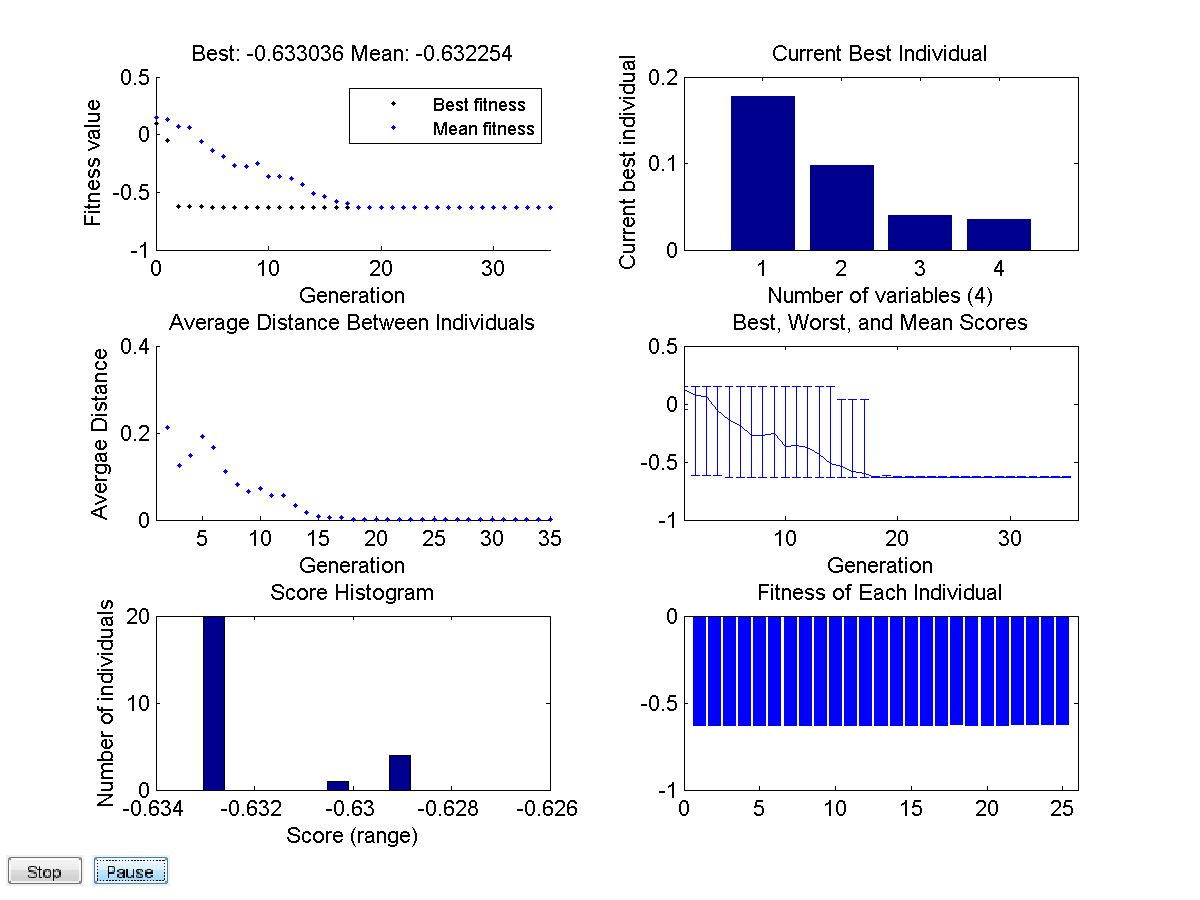 Best: -0.633036 Mean: -0.632254
0.5
0
-0.5
-1
Fitness value
Best fitness
Mean fitness
0 10 20 30
Generation
Current Best Individual
0.2
0.1
0
Current best individual
1 2 3 4
Number of variables (4)
Average Distance Between Individuals
0.4
0.2
0
Avergae Distance
5 10 15 20 25 30 35
Generation
Best, Worst, and Mean Scores
0.5
0
-0.5
-1
10 20 30
Generation
Score Histogram
20
10
0
Number of individuals
-0.634 -0.632 -0.63 -0.628 -0.626
Score (range)
Fitness of Each Individual
0
-0.5
-1
0 5 10 15 20 25
Stop Pause